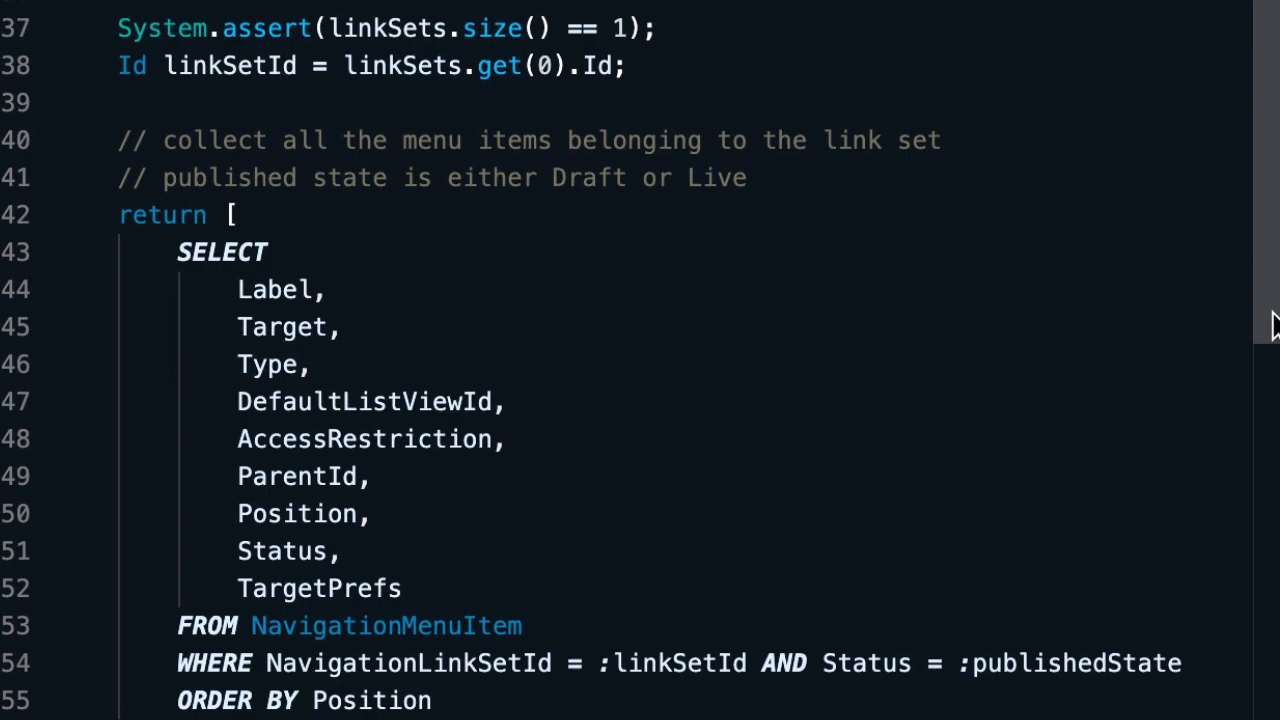 37 System.assert(linkSets.size() == 1);
38 Id linkSetId = linkSets.get(0).Id;
39
40 // collect all the menu items belonging to the link set
41 // published state is either Draft or Live
42 return [
43 SELECT
44 Label,
45 Target,
46 Type,
47 DefaultListViewId,
48 AccessRestriction,
49 ParentId,
50 Position,
51 Status,
52 TargetPrefs
53 FROM NavigationMenuItem
54 WHERE NavigationLinkSetId = :linkSetId AND Status = :publishedState
55 ORDER BY Position